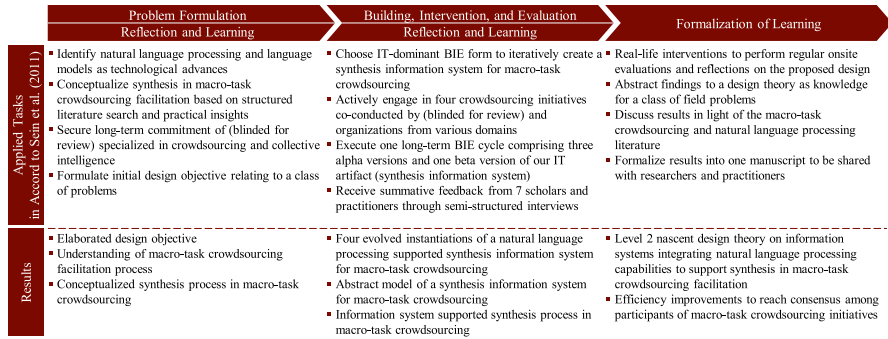 Problem Formulation
Reflection and Learning
Building, Intervention, and Evaluation
Reflection and Learning
Formalization of Learning
Applied Tasks
in Accord to Sein et al. (2011)
▪ Identify natural language processing and language
models as technological advances
▪ Conceptualize synthesis in macro-task
crowdsourcing facilitation based on structured
literature search and practical insights
▪ Secure long-term commitment of (blinded for
review) specialized in crowdsourcing and collective
intelligence
▪ Formulate initial design objective relating to a class
of problems
▪ Choose IT-dominant BIE form to iteratively create a
synthesis information system for macro-task
crowdsourcing
▪ Actively engage in four crowdsourcing initiatives
co-conducted by (blinded for review) and
organizations from various domains
▪ Execute one long-term BIE cycle comprising three
alpha versions and one beta version of our IT
artifact (synthesis information system)
▪ Receive summative feedback from 7 scholars and
practitioners through semi-structured interviews
▪ Real-life interventions to perform regular onsite
evaluations and reflections on the proposed design
▪ Abstract findings to a design theory as knowledge
for a class of field problems
▪ Discuss results in light of the macro-task
crowdsourcing and natural language processing
literature
▪ Formalize results into one manuscript to be shared
with researchers and practitioners
Results
▪ Elaborated design objective
▪ Understanding of macro-task crowdsourcing
facilitation process
▪ Conceptualized synthesis process in macro-task
crowdsourcing
▪ Four evolved instantiations of a natural language
processing supported synthesis information system
for macro-task crowdsourcing
▪ Abstract model of a synthesis information system
for macro-task crowdsourcing
▪ Information system supported synthesis process in
macro-task crowdsourcing
▪ Level 2 nascent design theory on information
systems integrating natural language processing
capabilities to support synthesis in macro-task
crowdsourcing facilitation
▪ Efficiency improvements to reach consensus among
participants of macro-task crowdsourcing initiatives